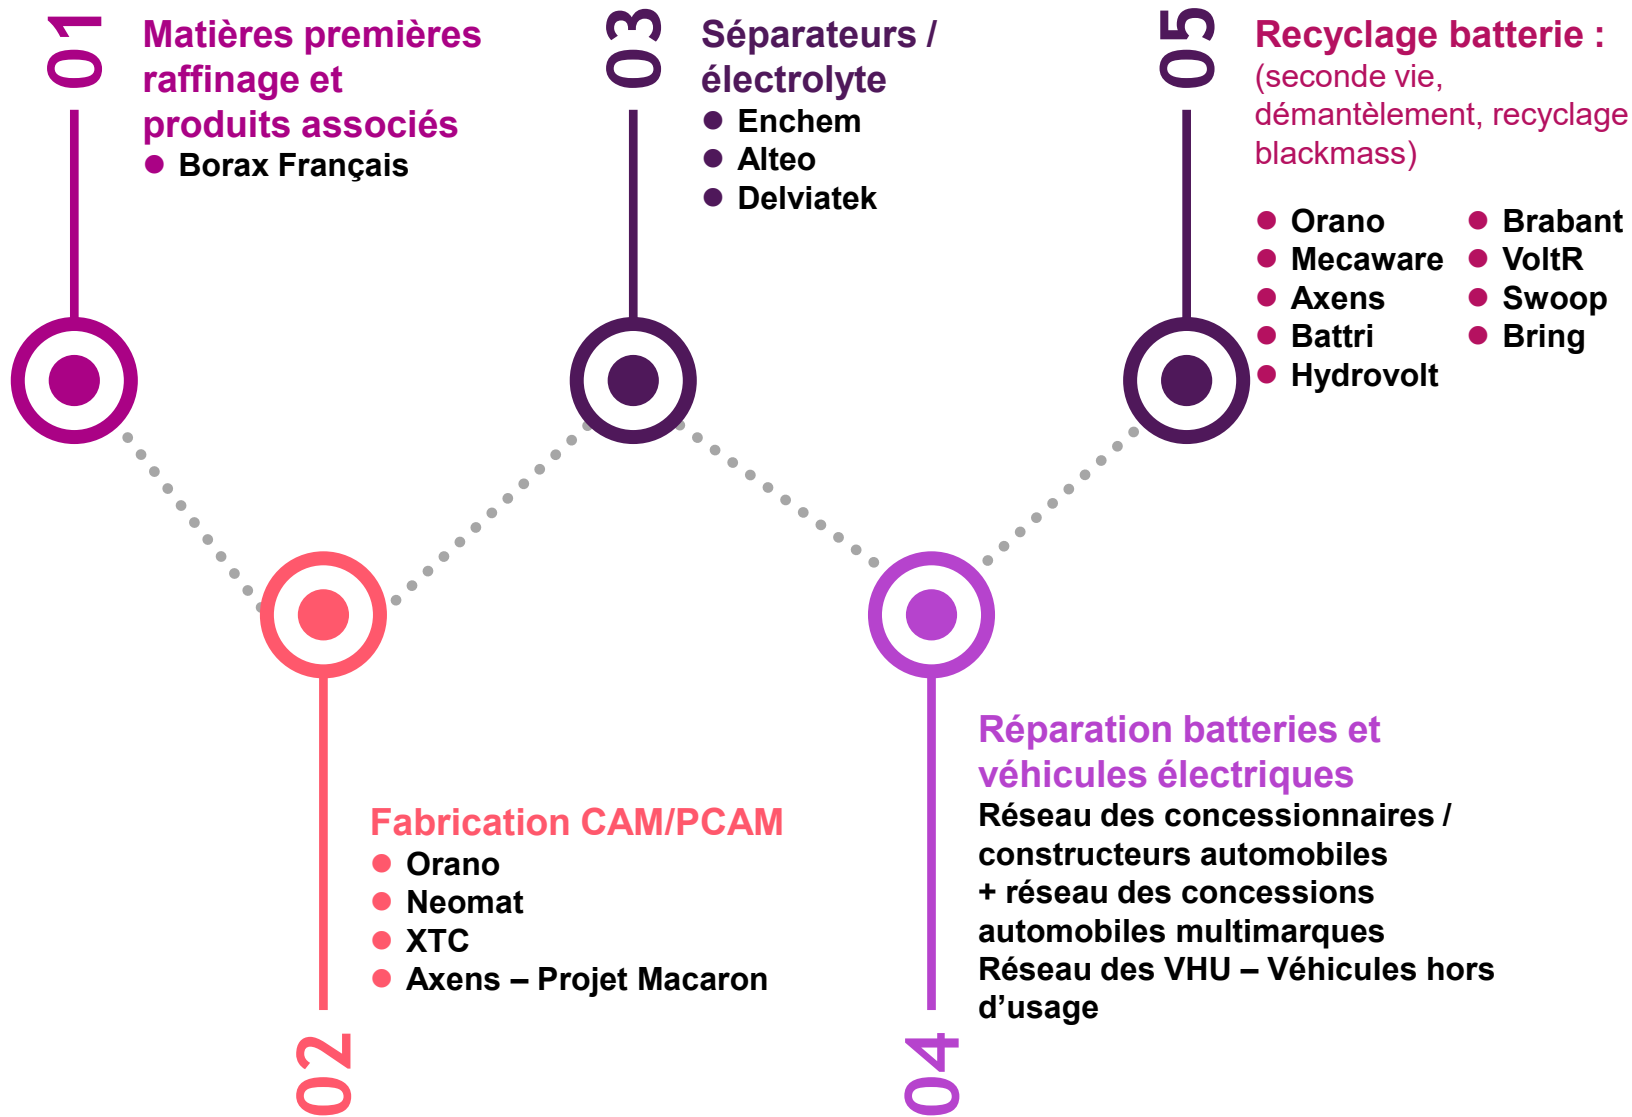 01
Matières premières
raffinage et
produits associés
Borax Français
02
Fabrication CAM/PCAM
Orano
Neomat
XTC
Axens – Projet Macaron
03
Séparateurs /
électrolyte
Enchem
Alteo
Delviatek
04
Réparation batteries et
véhicules électriques
Réseau des concessionnaires /
constructeurs automobiles
+ réseau des concessions
automobiles multimarques
Réseau des VHU – Véhicules hors
d’usage
05
Recyclage batterie :
(seconde vie,
démantèlement, recyclage
blackmass)
Orano
Mecaware
Axens
Battri
Hydrovolt
Brabant
VoltR
Swoop
Bring